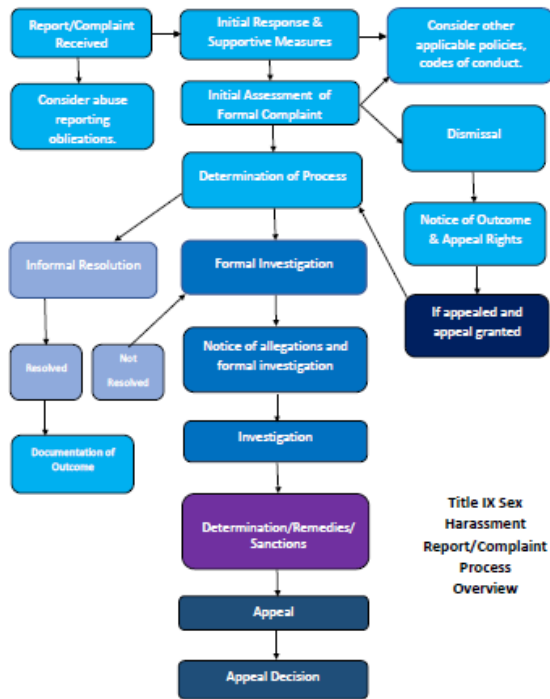 Report/Complaint
Received
Initial Response &
Supportive Measures
Consider other
applicable policies,
codes of conduct.
Consider abuse
reporting
oblieations.
Initial Assessment of
Formal Complaint
Dismissal
Determination of Process
Notice of Outcome
& Appeal Rights
Informal Resolution
Formal Investigation
If appealed and
appeal granted
Resolved
Not
Resolved
Notice of allegations and
formal investigation
Documentation of
Outcome
Investigation
Determination/Remedies/
Sanctions
Title IX Sex
Harassment
Report/Complaint
Process
Overview
Appeal
Appeal Decision